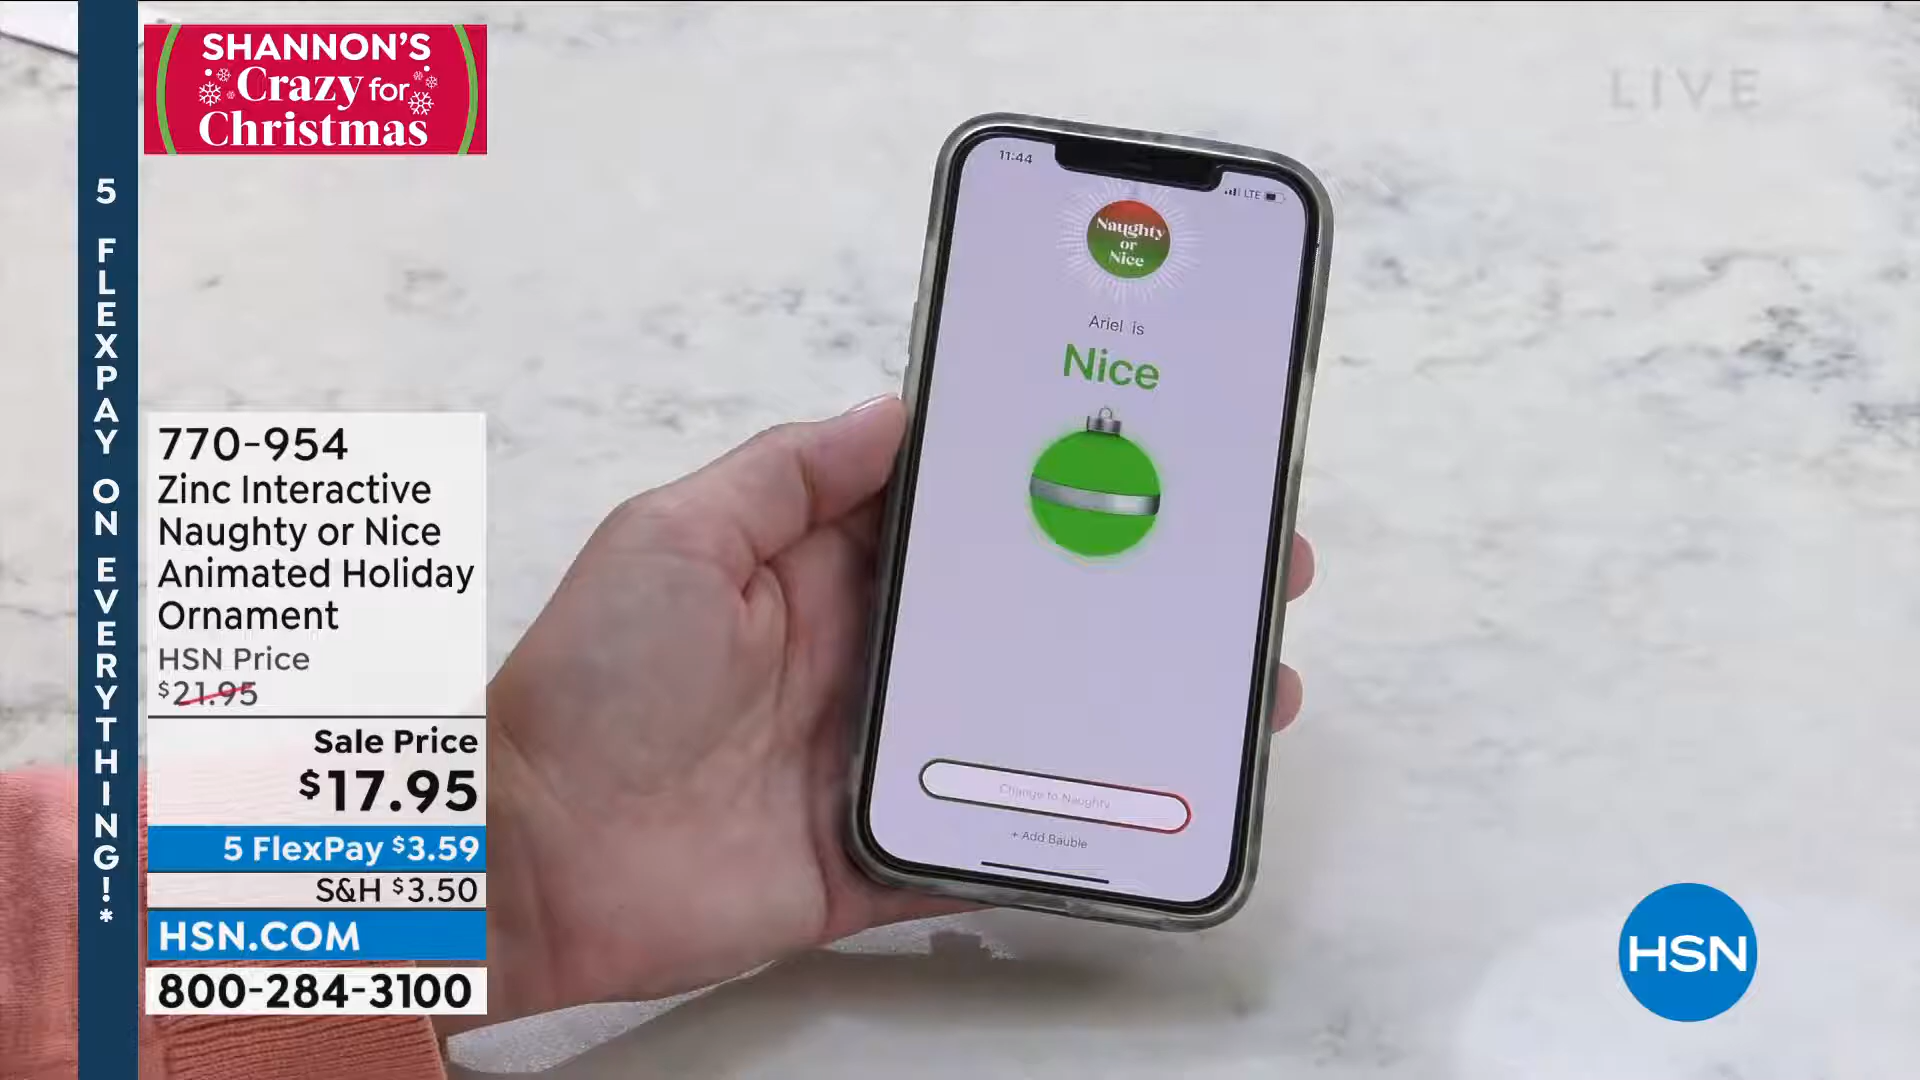 SHANNON'S
Crazy for
Christmas
LIVE
5 FLEXPAY ON EVERYTHING!*
770-954
Zinc Interactive
Naughty or Nice
Animated Holiday
Ornament
HSN Price
$21.95
Sale Price
$17.95
5 FlexPay $3.59
S&H $3.50
HSN.COM
800-284-3100
11:44
LTE
Naughty
or
Nice
Ariel is
Nice
Change to Naughty
+ Add Bauble
HSN